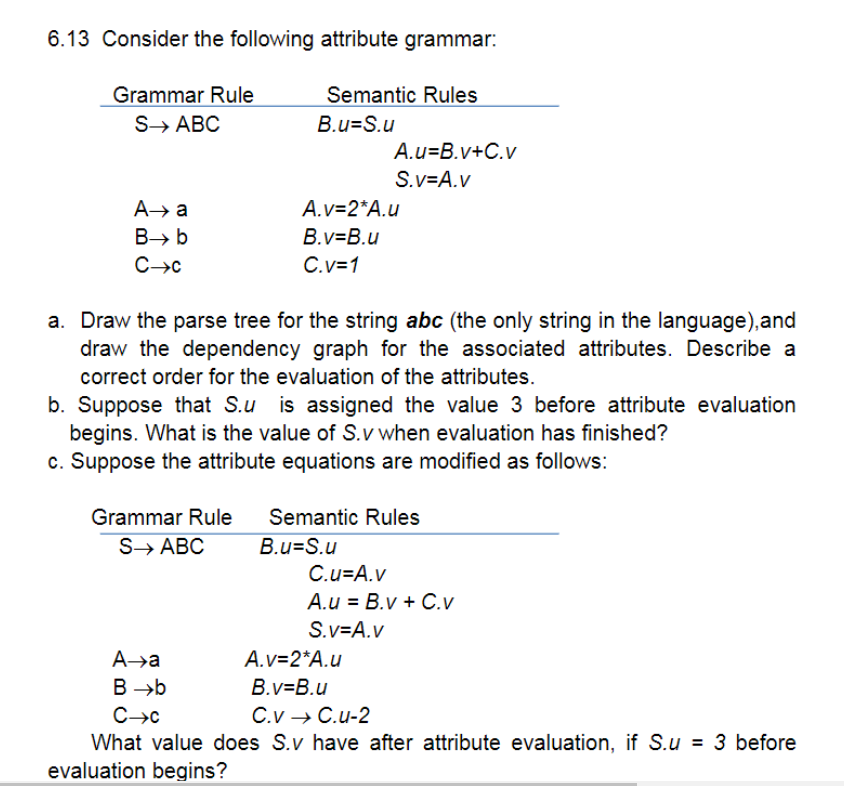 6.13 Consider the following attribute grammar:
Grammar Rule Semantic Rules
S→ ABC B.u=S.u
A.u=B.v+C.v
S.v=A.v
A→ a A.v=2*A.u
B→ b B.v=B.u
C→c C.v=1
a. Draw the parse tree for the string abc (the only string in the language),and
draw the dependency graph for the associated attributes. Describe a
correct order for the evaluation of the attributes.
b. Suppose that S.u is assigned the value 3 before attribute evaluation
begins. What is the value of S.v when evaluation has finished?
c. Suppose the attribute equations are modified as follows:
Grammar Rule Semantic Rules
S→ ABC B.u=S.u
C.u=A.v
A.u = B.v + C.v
S.v=A.v
A→a A.v=2*A.u
B →b B.v=B.u
C→c C.v → C.u-2
What value does S.v have after attribute evaluation, if S.u = 3 before
evaluation begins?